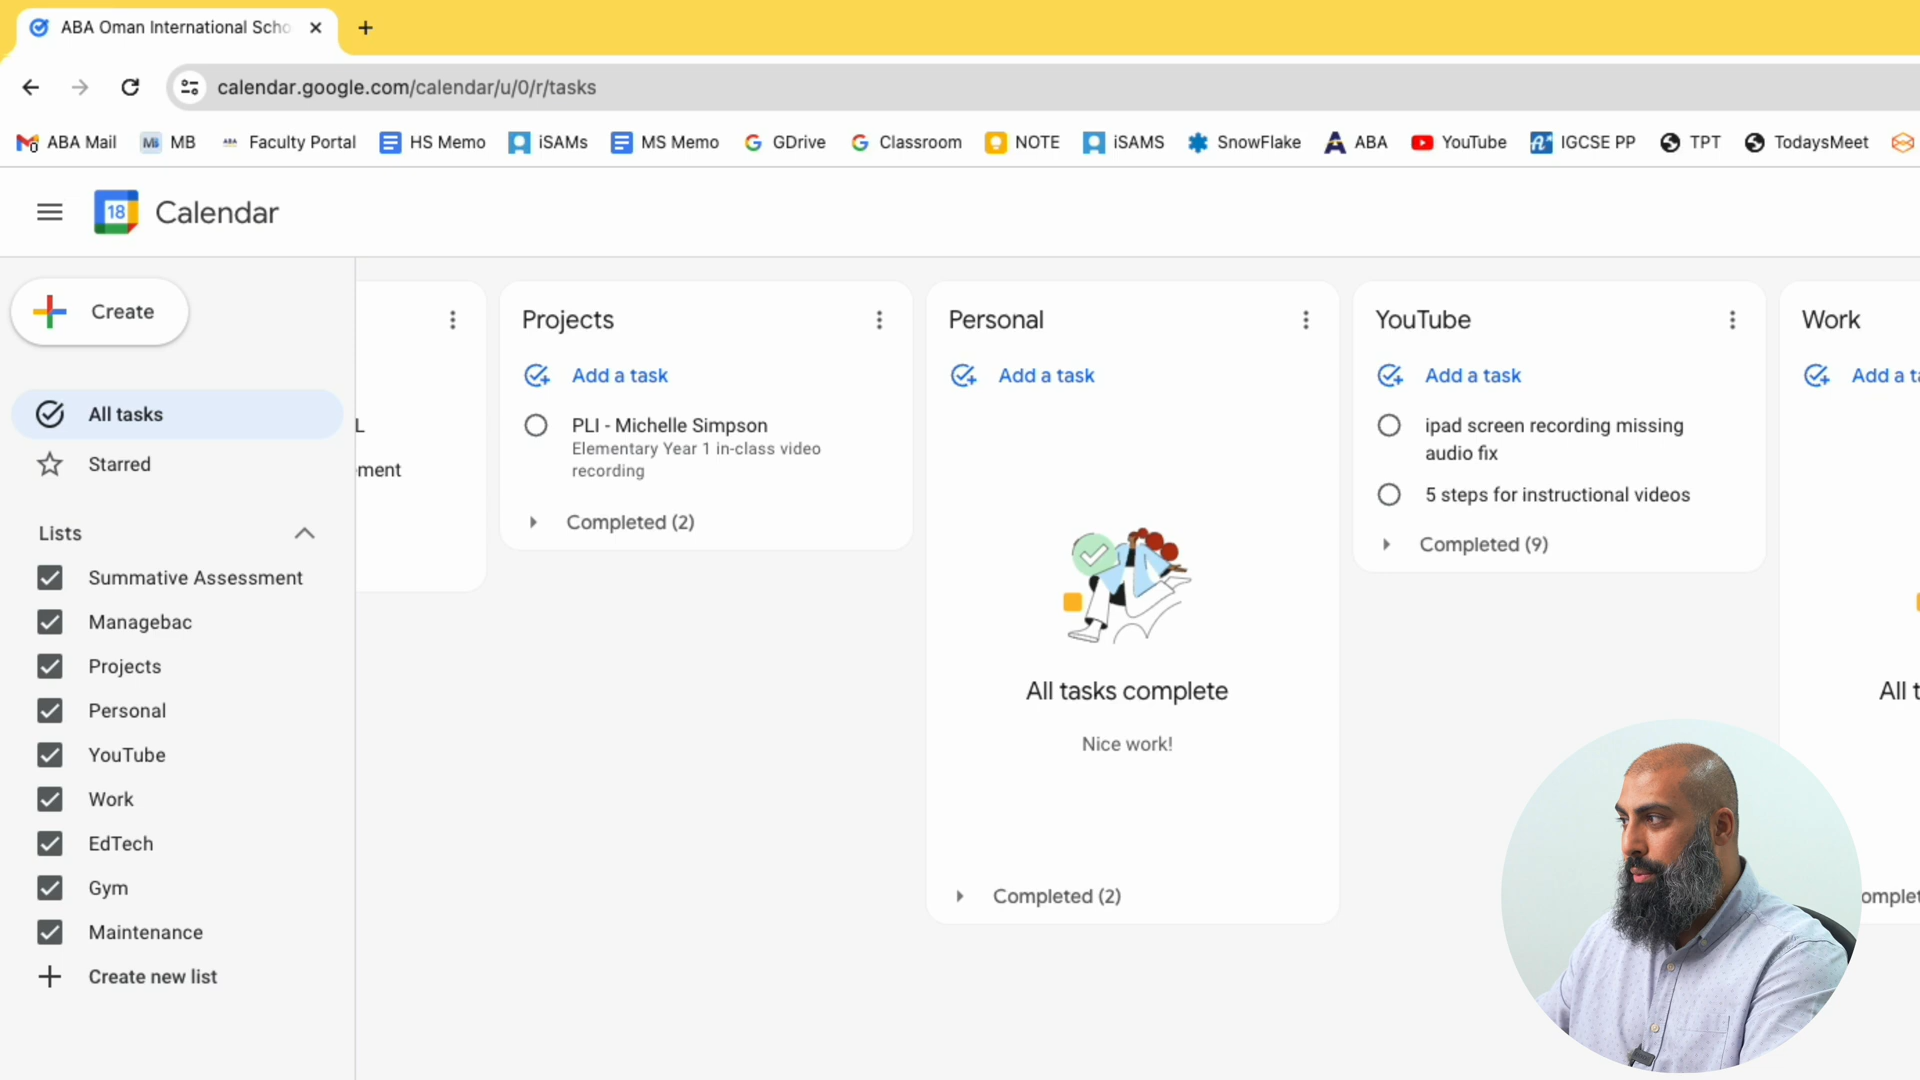 ABA Oman International Scho
calendar.google.com/calendar/u/0/r/tasks
ABA Mail MB ABA Faculty Portal HS Memo iSAMs MS Memo GDrive Classroom NOTE iSAMS SnowFlake ABA YouTube IGCSE PP TPT TodaysMeet
18 Calendar
Create
All tasks
Starred
Lists
Summative Assessment
Managebac
Projects
Personal
YouTube
Work
EdTech
Gym
Maintenance
Create new list
L
ment
Projects
Add a task
PLI - Michelle Simpson
Elementary Year 1 in-class video
recording
Completed (2)
Personal
Add a task
All tasks complete
Nice work!
Completed (2)
YouTube
Add a task
ipad screen recording missing
audio fix
5 steps for instructional videos
Completed (9)
Work
Add a ta
All t
omplet